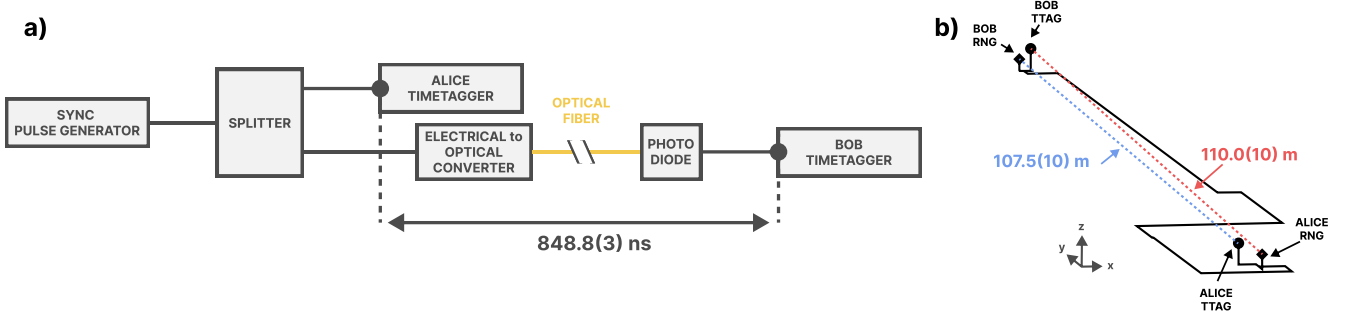 a)
SYNC
PULSE GENERATOR
SPLITTER
ALICE
TIMETAGGER
ELECTRICAL to
OPTICAL
CONVERTER
OPTICAL
FIBER
PHOTO
DIODE
BOB
TIMETAGGER
848.8(3) ns
b)
BOB
TTAG
BOB
RNG
107.5(10) m
110.0(10) m
ALICE
RNG
z
y
x
ALICE
TTAG